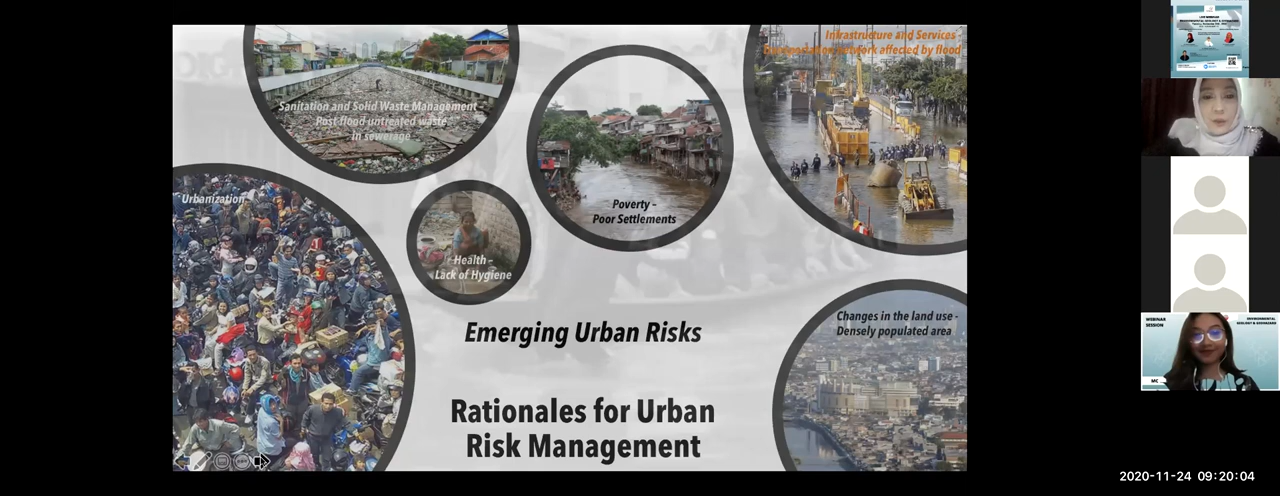 Sanitation and Solid Waste Management -
Post flood untreated waste
in sewerage
Infrastructure and Services
Transportation network affected by flood
Urbanization
Poverty -
Poor Settlements
Health -
Lack of Hygiene
Changes in the land use -
Densely populated area
Emerging Urban Risks
Rationales for Urban
Risk Management
WEBINAR
SESSION
ENVIRONMENTAL
GEOLOGY & GEOHAZARD
MC
2020-11-24 09:20:04